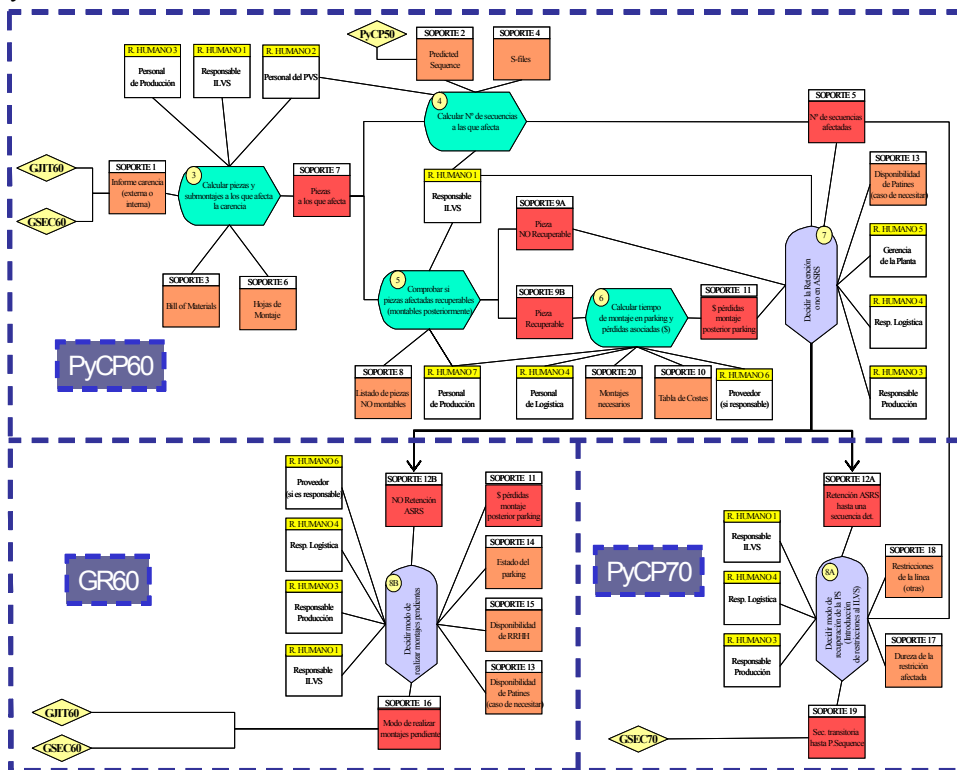 PyCP50
SOPORTE 2
Predicted
Sequence
SOPORTE 4
S-files
R. HUMANO 3
Personal
de Producción
R. HUMANO 1
Responsable
ILVS
R. HUMANO 2
Personal del PVS
4
Calcular Nº de secuencias
a las que afecta
SOPORTE 5
Nº de secuencias
afectadas
GJIT60
GSEC60
SOPORTE 1
Informe carencia
(externa o
interna)
3
Calcular piezas y
submontajes a los que afecta
la carencia
SOPORTE 7
Piezas
a los que afecta
R. HUMANO 1
Responsable
ILVS
SOPORTE 13
Disponibilidad
de Patines
(caso de necesitar)
SOPORTE 9A
Pieza
NO Recuperable
7
Decidir la Retención
o no en ASRS
R. HUMANO 5
Gerencia
de la Planta
SOPORTE 3
Bill of Materials
SOPORTE 6
Hojas de
Montaje
5
Comprobar si
piezas afectadas recuperables
(montables posteriormente)
SOPORTE 9B
Pieza
Recuperable
6
Calcular tiempo
de montaje en parking y
pérdidas asociadas ($)
SOPORTE 11
$ pérdidas
montaje
posterior parking
R. HUMANO 4
Resp. Logística
PyCP60
SOPORTE 8
Listado de piezas
NO montables
R. HUMANO 7
Personal
de Producción
R. HUMANO 4
Personal
de Logística
SOPORTE 20
Montajes
necesarios
SOPORTE 10
Tabla de Costes
R. HUMANO 6
Proveedor
(si responsable)
R. HUMANO 3
Responsable
Producción
R. HUMANO 6
Proveedor
(si es responsable)
SOPORTE 12B
NO Retención
ASRS
SOPORTE 11
$ pérdidas
montaje
posterior parking
R. HUMANO 4
Resp. Logística
SOPORTE 14
Estado del
parking
GR60
8B
Decidir modo de
realizar montajes pendientes
R. HUMANO 3
Responsable
Producción
SOPORTE 15
Disponibilidad
de RRHH
R. HUMANO 1
Responsable
ILVS
SOPORTE 13
Disponibilidad
de Patines
(caso de necesitar)
GJIT60
GSEC60
SOPORTE 16
Modo de realizar
montajes pendiente
SOPORTE 12A
Retención ASRS
hasta una
secuencia det.
R. HUMANO 1
Responsable
ILVS
PyCP70
8A
Decidir modo de
recuperación de la PS
(Introducción
de restricciones al ILVS)
SOPORTE 18
Restricciones
de la línea
(otras)
R. HUMANO 4
Resp. Logística
R. HUMANO 3
Responsable
Producción
SOPORTE 17
Dureza de la
restrición
afectada
GSEC70
SOPORTE 19
Sec. transitoria
hasta P.Sequence